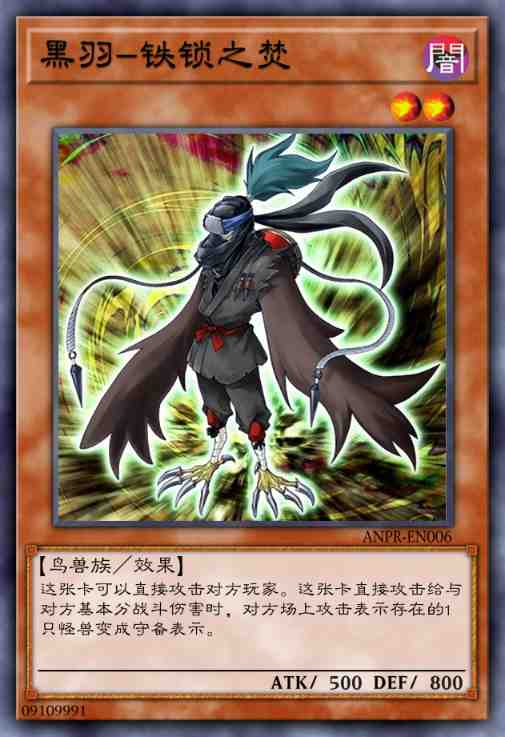 黑羽-铁锁之焚
闇
ANPR-EN006
【鸟兽族／效果】
这张卡可以直接攻击对方玩家。这张卡直接攻击给与
对方基本分战斗伤害时，对方场上攻击表示存在的1
只怪兽变成守备表示。
ATK/ 500 DEF/ 800
09109991